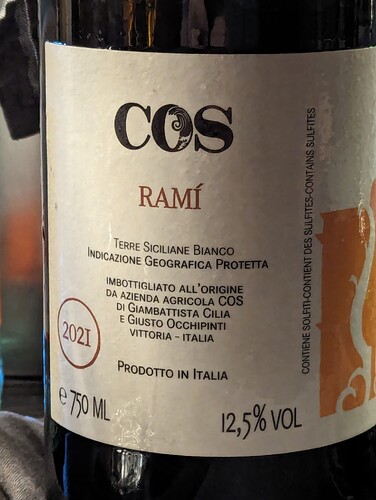 COS
RAMÍ
TERRE SICILIANE BIANCO
INDICAZIONE GEOGRAFICA PROTETTA
IMBOTTIGLIATO ALL'ORIGINE
DA AZIENDA AGRICOLA COS
DI GIAMBATTISTA CILIA
E GIUSTO OCCHIPINTI
VITTORIA - ITALIA
2021
PRODOTTO IN ITALIA
e 750 ML
12,5% VOL
CONTIENE SOLFITI-CONTIENT DES SULFITES-CONTAINS SULFITES